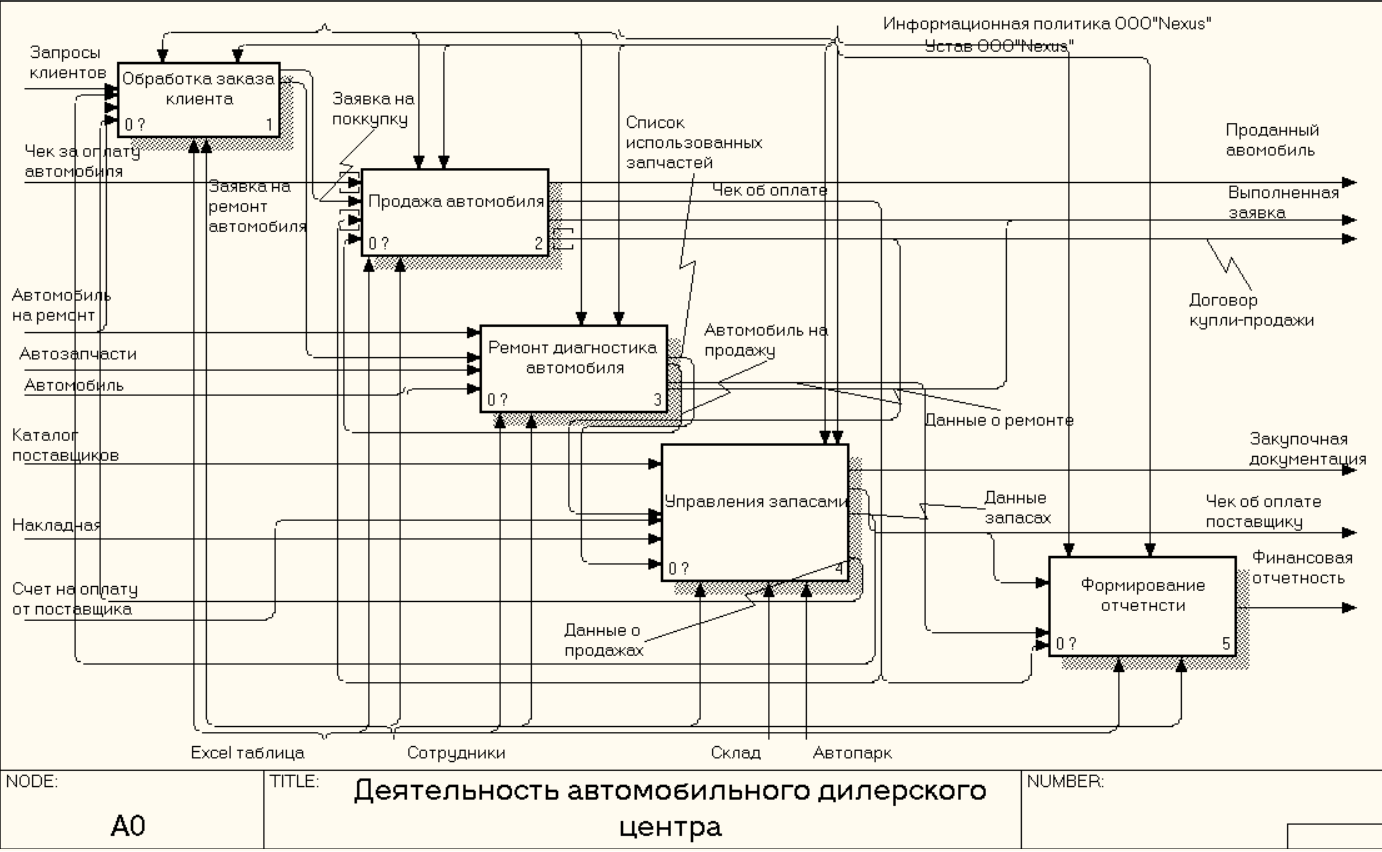 Информационная политика ООО"Nexus"
Устав ООО"Nexus"
Запросы
клиентов
Обработка заказа
клиента
0 ?
1
Заявка на
поккупку
Список
использованных
запчастей
Проданный
авомобиль
Чек за оплату
автомобиля
Заявка на
ремонт
автомобиля
Продажа автомобиля
0 ?
2
Чек об оплате
Выполненная
заявка
Договор
купли-продажи
Автомобиль
на ремонт
Автозапчасти
Автомобиль
Ремонт диагностика
автомобиля
0 ?
3
Автомобиль на
продажу
Данные о ремонте
Каталог
поставщиков
Закупочная
документация
Управления запасами
0 ?
4
Данные
запасах
Чек об оплате
поставщику
Накладная
Счет на оплату
от поставщика
Данные о
продажах
Формирование
отчетнсти
0 ?
5
Финансовая
отчетность
Excel таблица
Сотрудники
Склад
Автопарк
NODE:
A0
TITLE:
Деятельность автомобильного дилерского
центра
NUMBER: